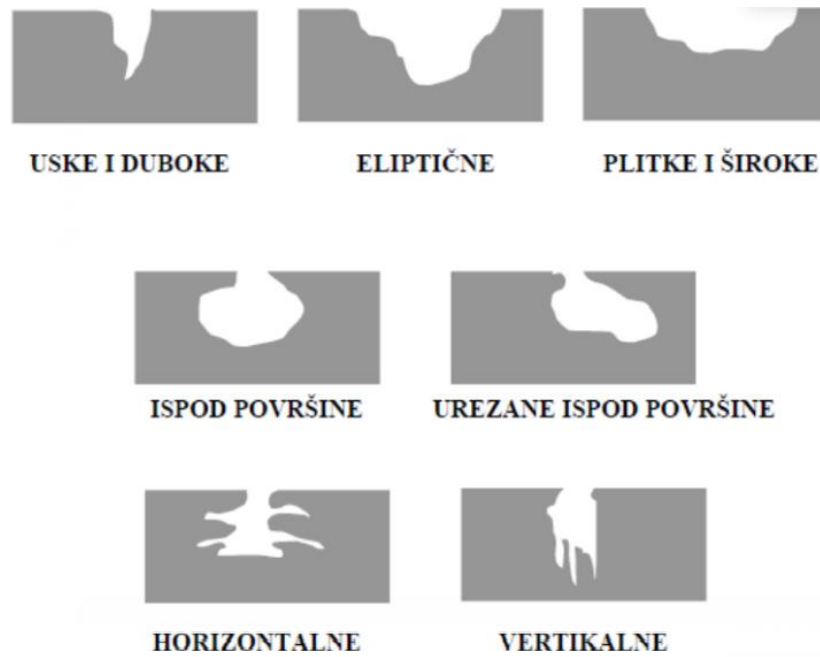 USKE I DUBOKE ELIPTIČNE PLITKE I ŠIROKE
ISPOD POVRŠINE UREZANE ISPOD POVRŠINE
HORIZONTALNE VERTIKALNE